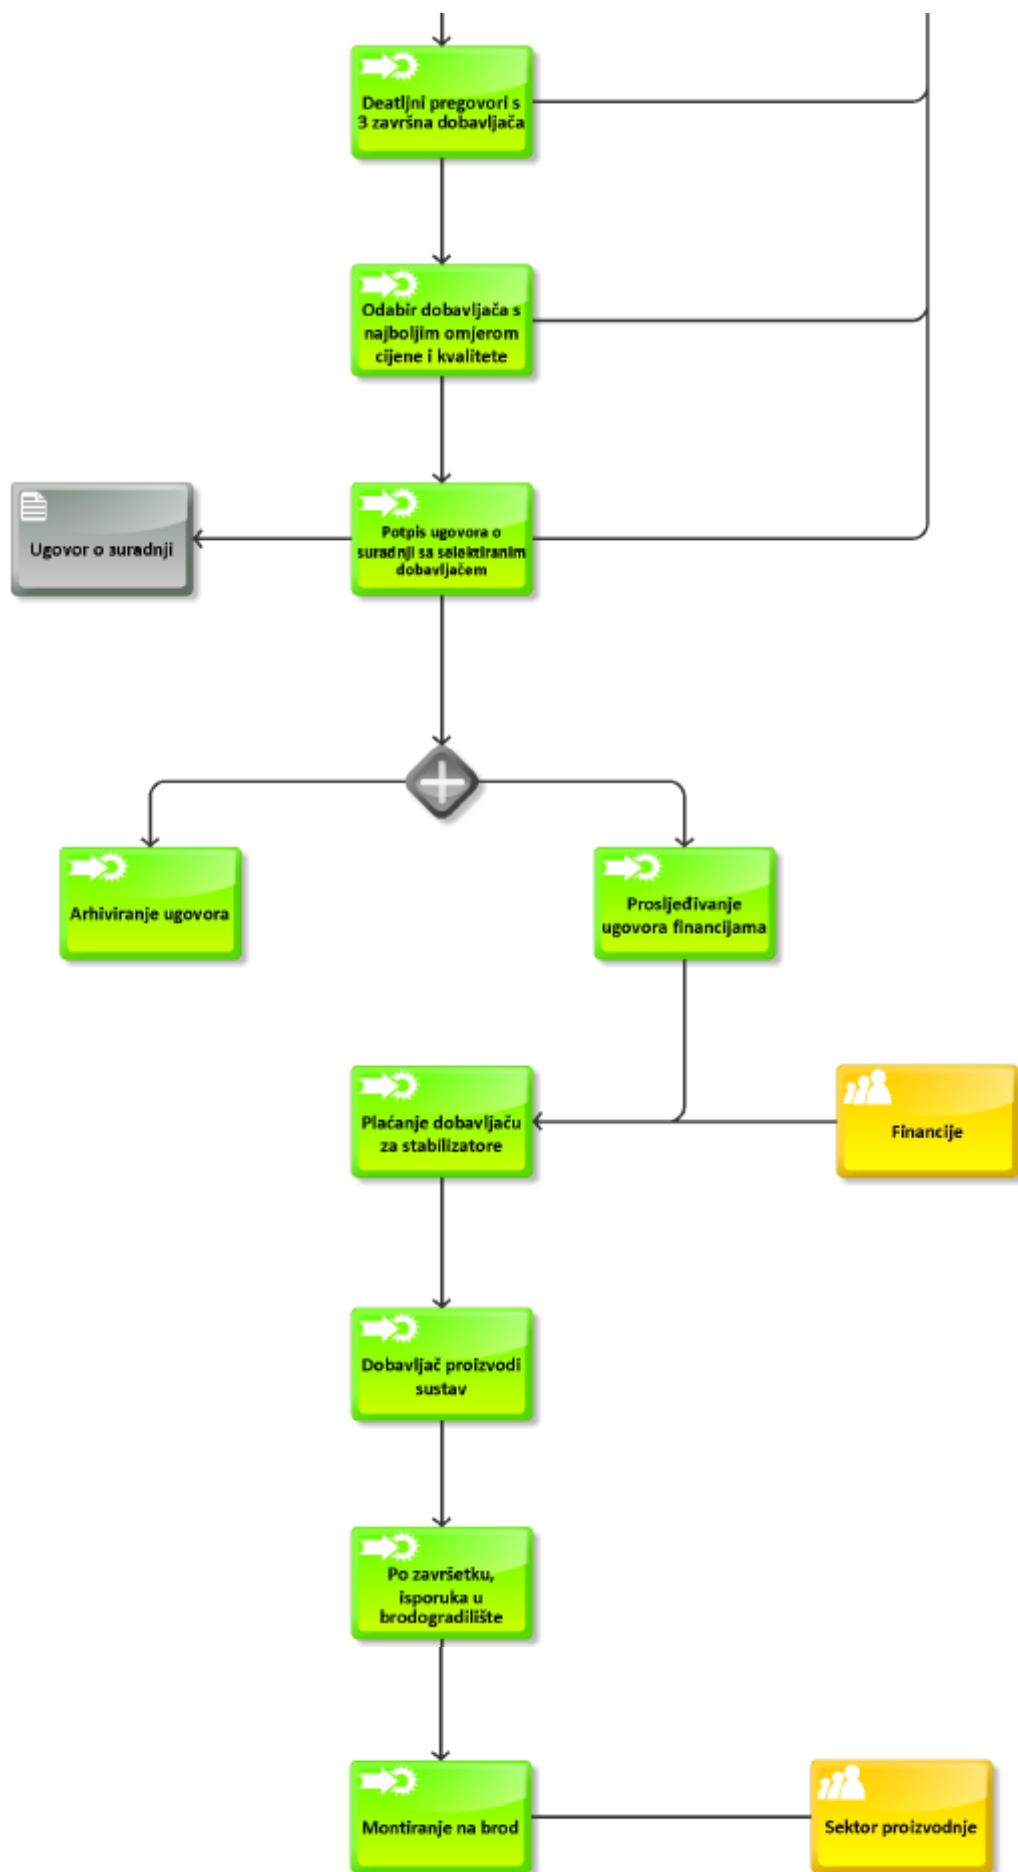 Deatljni pregovori s
3 završna dobavljača
Odabir dobavljača s
najboljim omjerom
cijene i kvalitete
Ugovor o suradnji
Potpis ugovora o
suradnji sa selektiranim
dobavljačem
Arhiviranje ugovora
Prosljeđivanje
ugovora financijama
Plaćanje dobavljaču
za stabilizatore
Financije
Dobavljač proizvodi
sustav
Po završetku,
isporuka u
brodogradilište
Montiranje na brod
Sektor proizvodnje